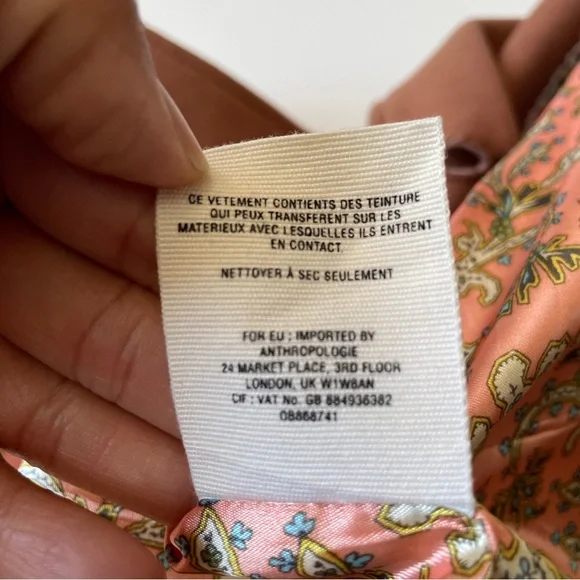 CE VETEMENT CONTIENTS DES TEINTURE
QUI PEUX TRANSFERENT SUR LES
MATERIEUX AVEC LESQUELLES ILS ENTRENT
EN CONTACT.
NETTOYER À SEC SEULEMENT
FOR EU ; IMPORTED BY
ANTHROPOLOGIE
24 MARKET PLACE, 3RD FLOOR
LONDON, UK W1W8AN
CIF ; VAT No. GB 884936382
OB868741